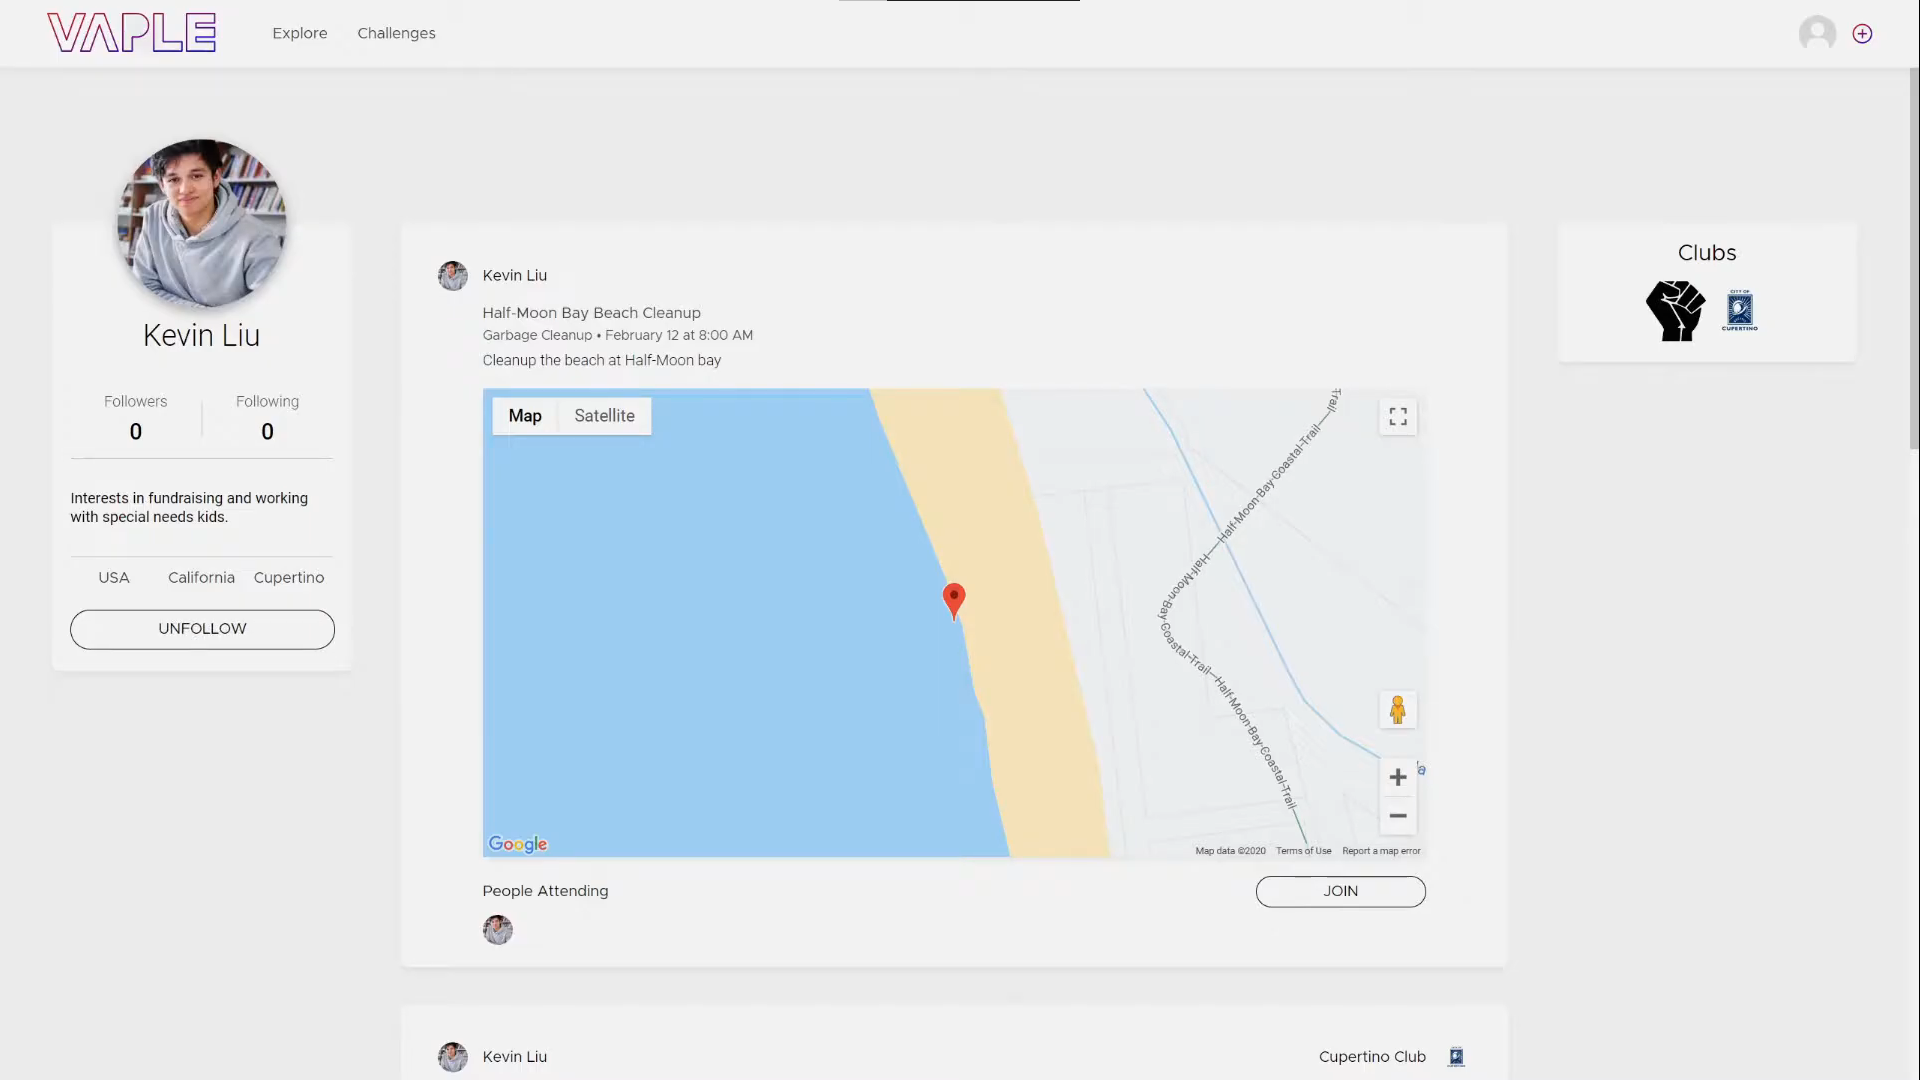 VAPLE
Explore
Challenges
Kevin Liu
Followers
Following
0
0
Interests in fundraising and working
with special needs kids.
USA
California
Cupertino
UNFOLLOW
Kevin Liu
Half-Moon Bay Beach Cleanup
Garbage Cleanup • February 12 at 8:00 AM
Cleanup the beach at Half-Moon bay
Map
Satellite
Trail
Half-Moon-Bay-Coastal-Trail
Half-Moon-Bay-Coastal-Trail
Half-Moon-Bay-Coastal-Trail
Google
Map data ©2020
Terms of Use
Report a map error
People Attending
JOIN
Kevin Liu
Cupertino Club
Clubs
CITY OF
CUPERTINO